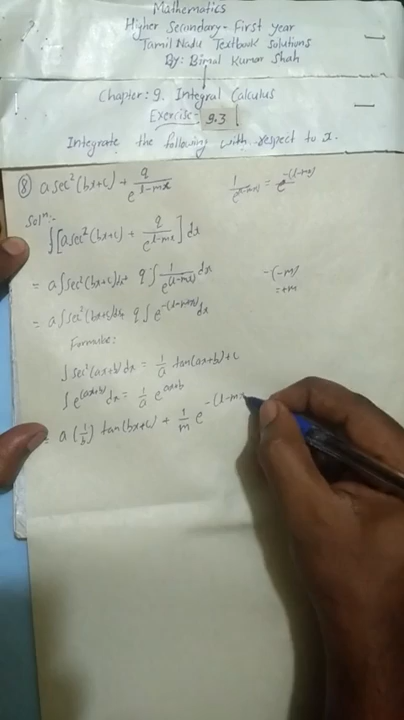 Mathematics
Higher Secondary - First year
Tamil Nadu Textbook Solutions
By: Bimal Kumar Shah
Chapter: 9. Integral Calculus
Exercise:- 9.3
Integrate the following with respect to x.
⑧ a sec²(bx+c) + q/e^(l-mx)
1/e^(l-mx) = e^-(l-mx)
Solⁿ:-
∫[a sec²(bx+c) + q/e^(l-mx)] dx
= a∫sec²(bx+c)dx + q∫ 1/e^(l-mx) dx
-(-m)
= +m
= a∫sec²(bx+c)dx + q∫ e^-(l-mx) dx
Formulae:
∫sec²(ax+b)dx = 1/a tan(ax+b)+c
∫e^(ax+b) dx = 1/a e^ax+b
= a (1/b) tan(bx+c) + 1/m e^-(l-mx